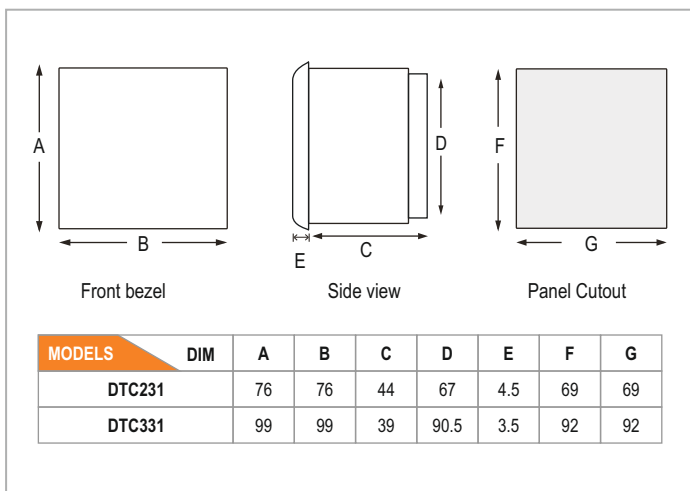 A
B
Front bezel
E
C
D
Side view
F
G
Panel Cutout
MODELS DIM A B C D E F G
DTC231 76 76 44 67 4.5 69 69
DTC331 99 99 39 90.5 3.5 92 92